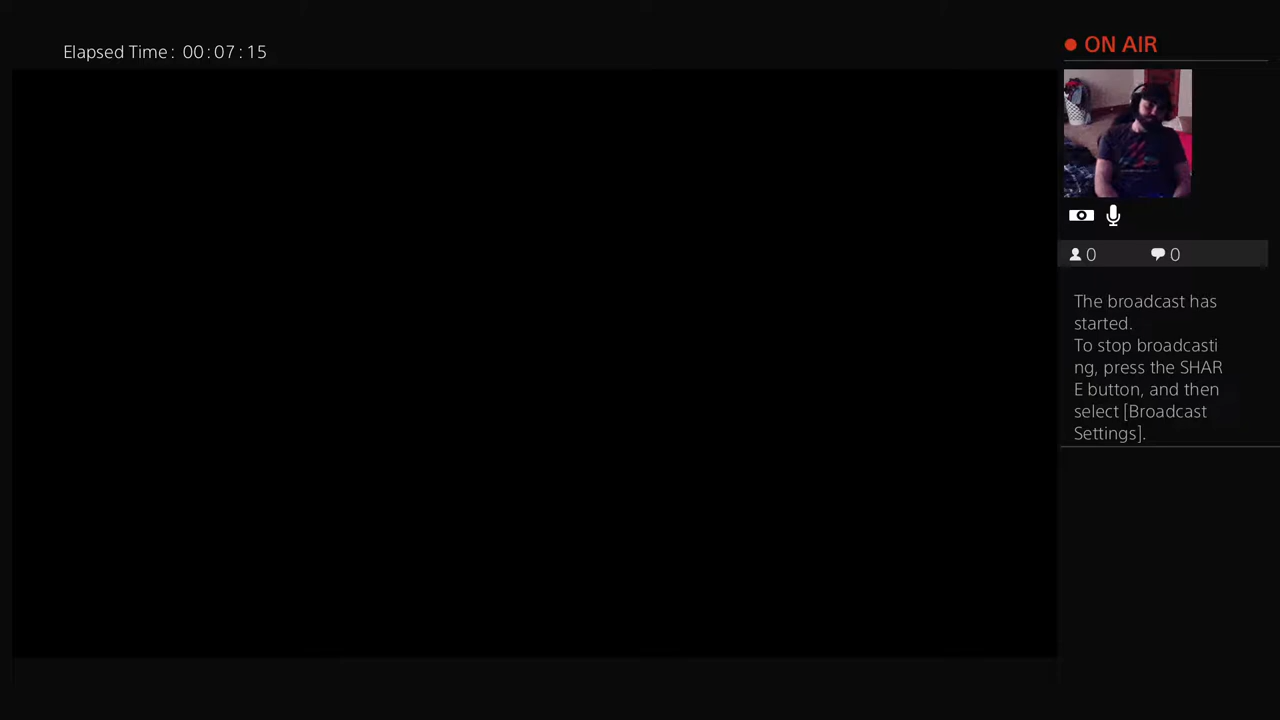 Elapsed Time: 00:07:15
ON AIR
0 0
The broadcast has
started.
To stop broadcasti
ng, press the SHAR
E button, and then
select [Broadcast
Settings].